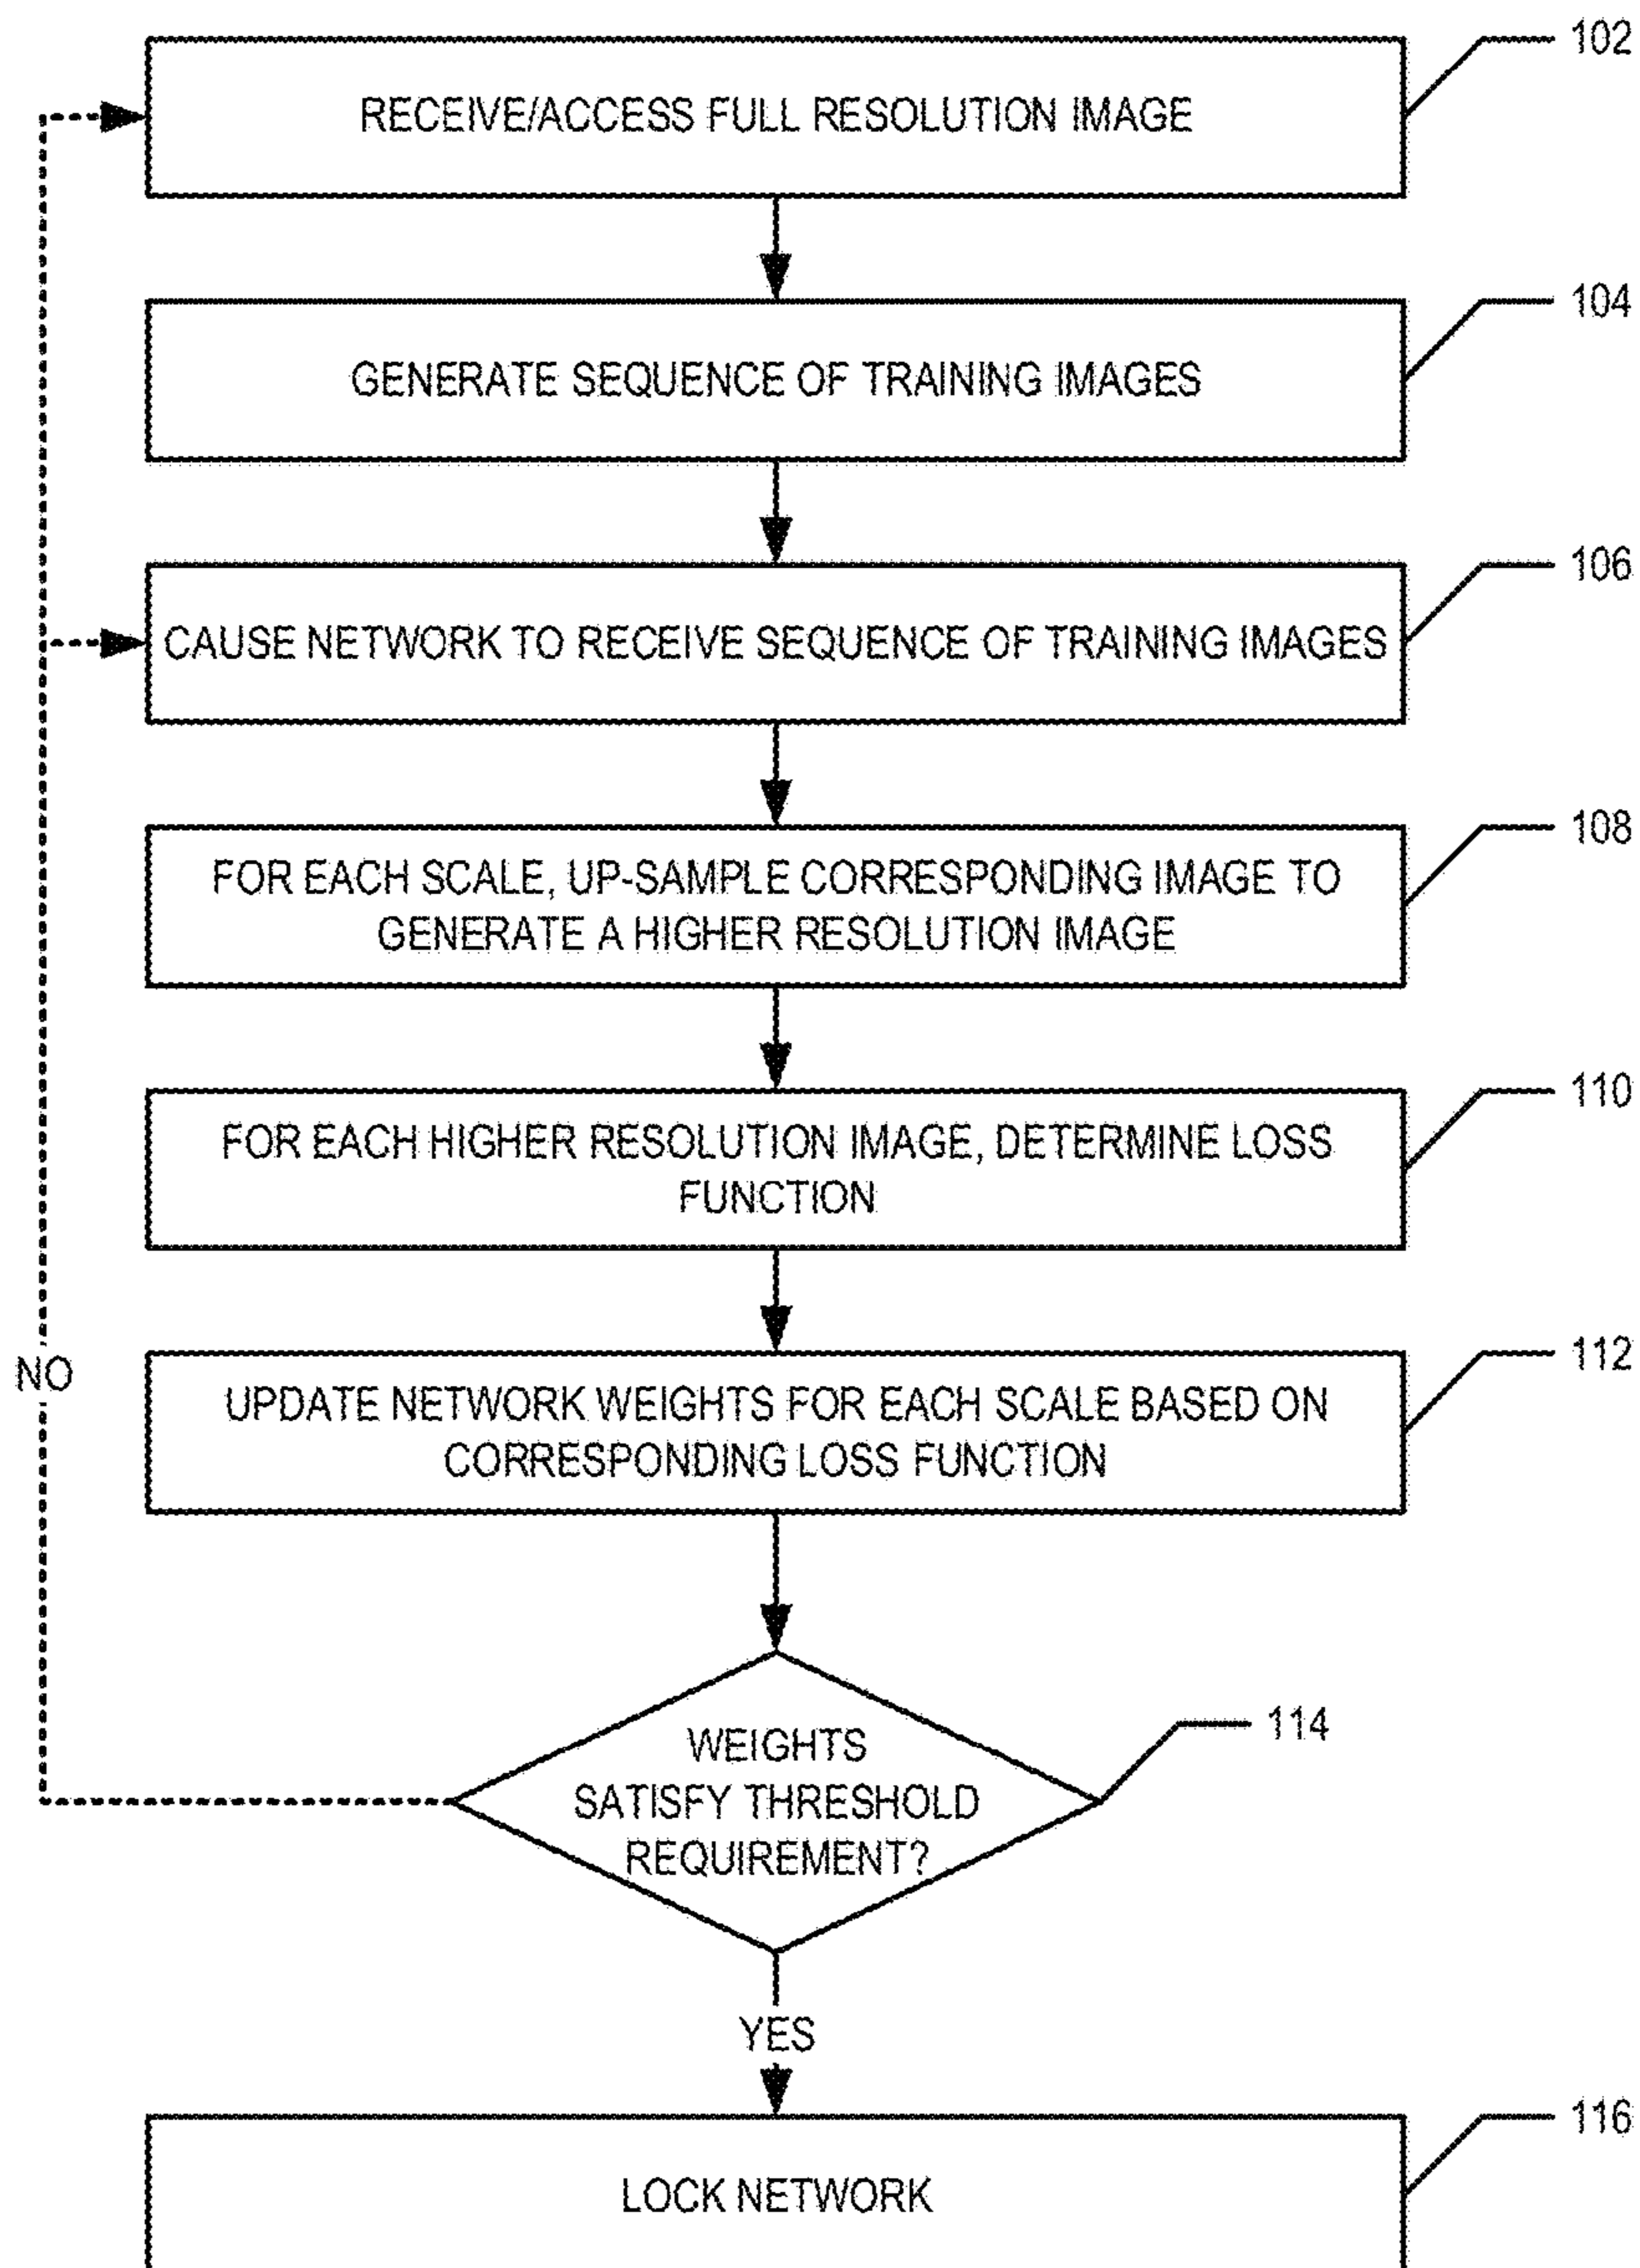 102
RECEIVE/ACCESS FULL RESOLUTION IMAGE
104
GENERATE SEQUENCE OF TRAINING IMAGES
106
CAUSE NETWORK TO RECEIVE SEQUENCE OF TRAINING IMAGES
108
FOR EACH SCALE, UP-SAMPLE CORRESPONDING IMAGE TO
GENERATE A HIGHER RESOLUTION IMAGE
110
FOR EACH HIGHER RESOLUTION IMAGE, DETERMINE LOSS
FUNCTION
112
NO
UPDATE NETWORK WEIGHTS FOR EACH SCALE BASED ON
CORRESPONDING LOSS FUNCTION
114
WEIGHTS
SATISFY THRESHOLD
REQUIREMENT?
YES
116
LOCK NETWORK